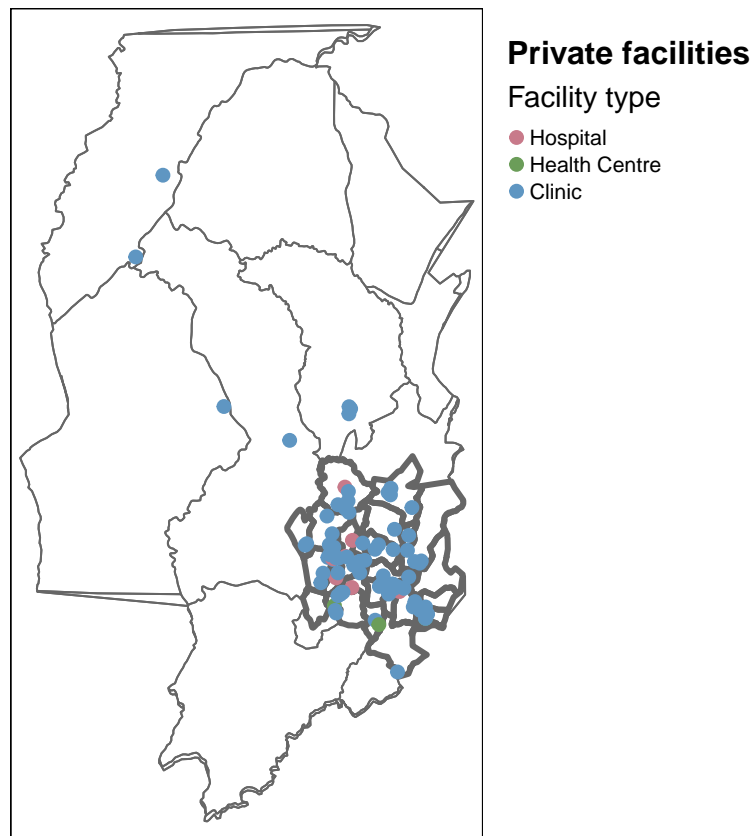 Private facilities
Facility type
Hospital
Health Centre
Clinic